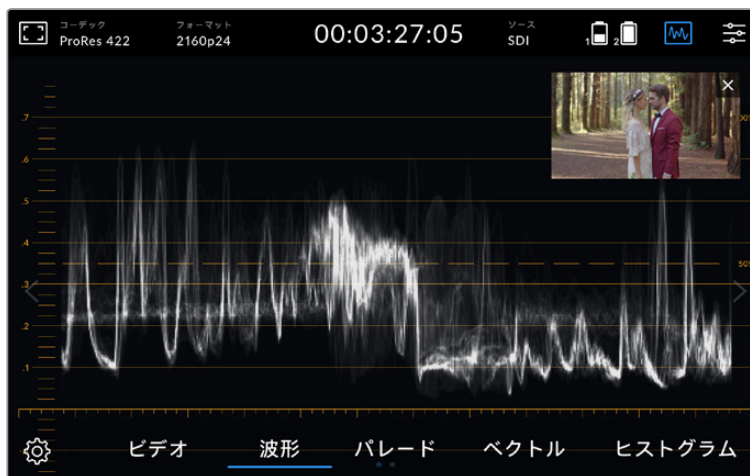 コーデック
ProRes 422
フォーマット
2160p24
00:03:27:05
ソース
SDI
1
2
.7
.6
.5
.4
.3
.2
.1
ビデオ
波形
パレード
ベクトル
ヒストグラム